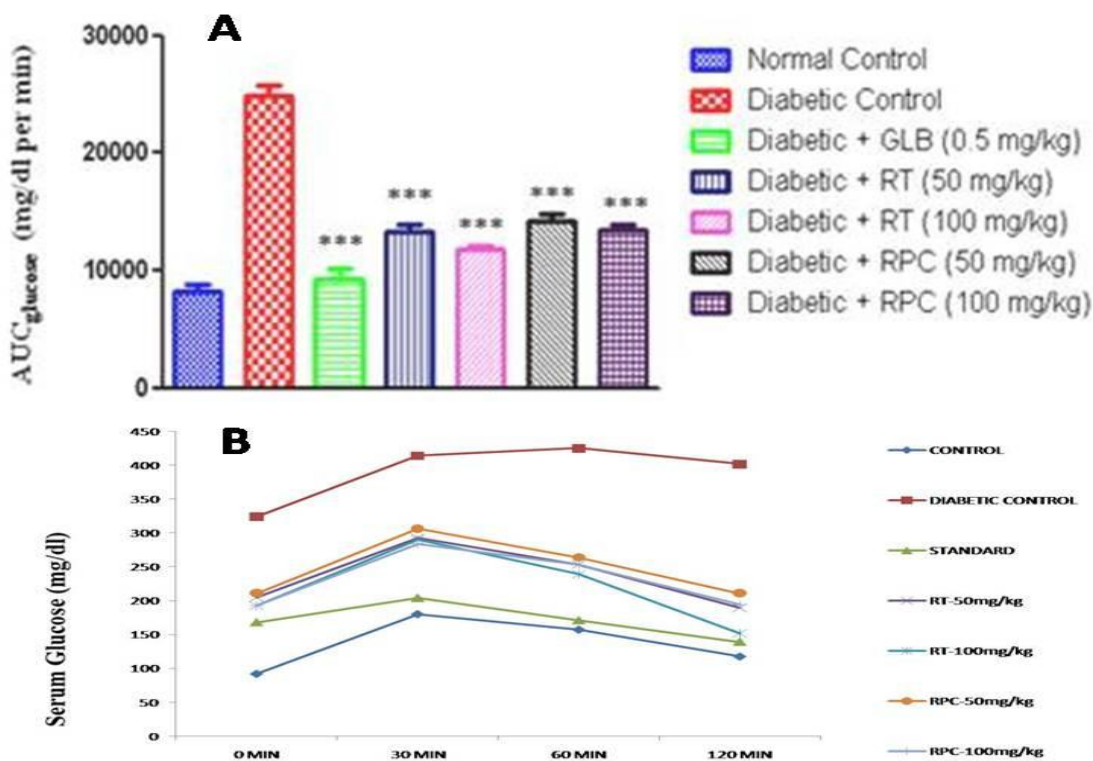 A
AUCglucose (mg/dl per min)
30000
20000
10000
0
***
***
***
***
***
Normal Control
Diabetic Control
Diabetic + GLB (0.5 mg/kg)
Diabetic + RT (50 mg/kg)
Diabetic + RT (100 mg/kg)
Diabetic + RPC (50 mg/kg)
Diabetic + RPC (100 mg/kg)
B
Serum Glucose (mg/dl)
450
400
350
300
250
200
150
100
50
0
0 MIN
30 MIN
60 MIN
120 MIN
CONTROL
DIABETIC CONTROL
STANDARD
RT-50mg/kg
RT-100mg/kg
RPC-50mg/kg
RPC-100mg/kg